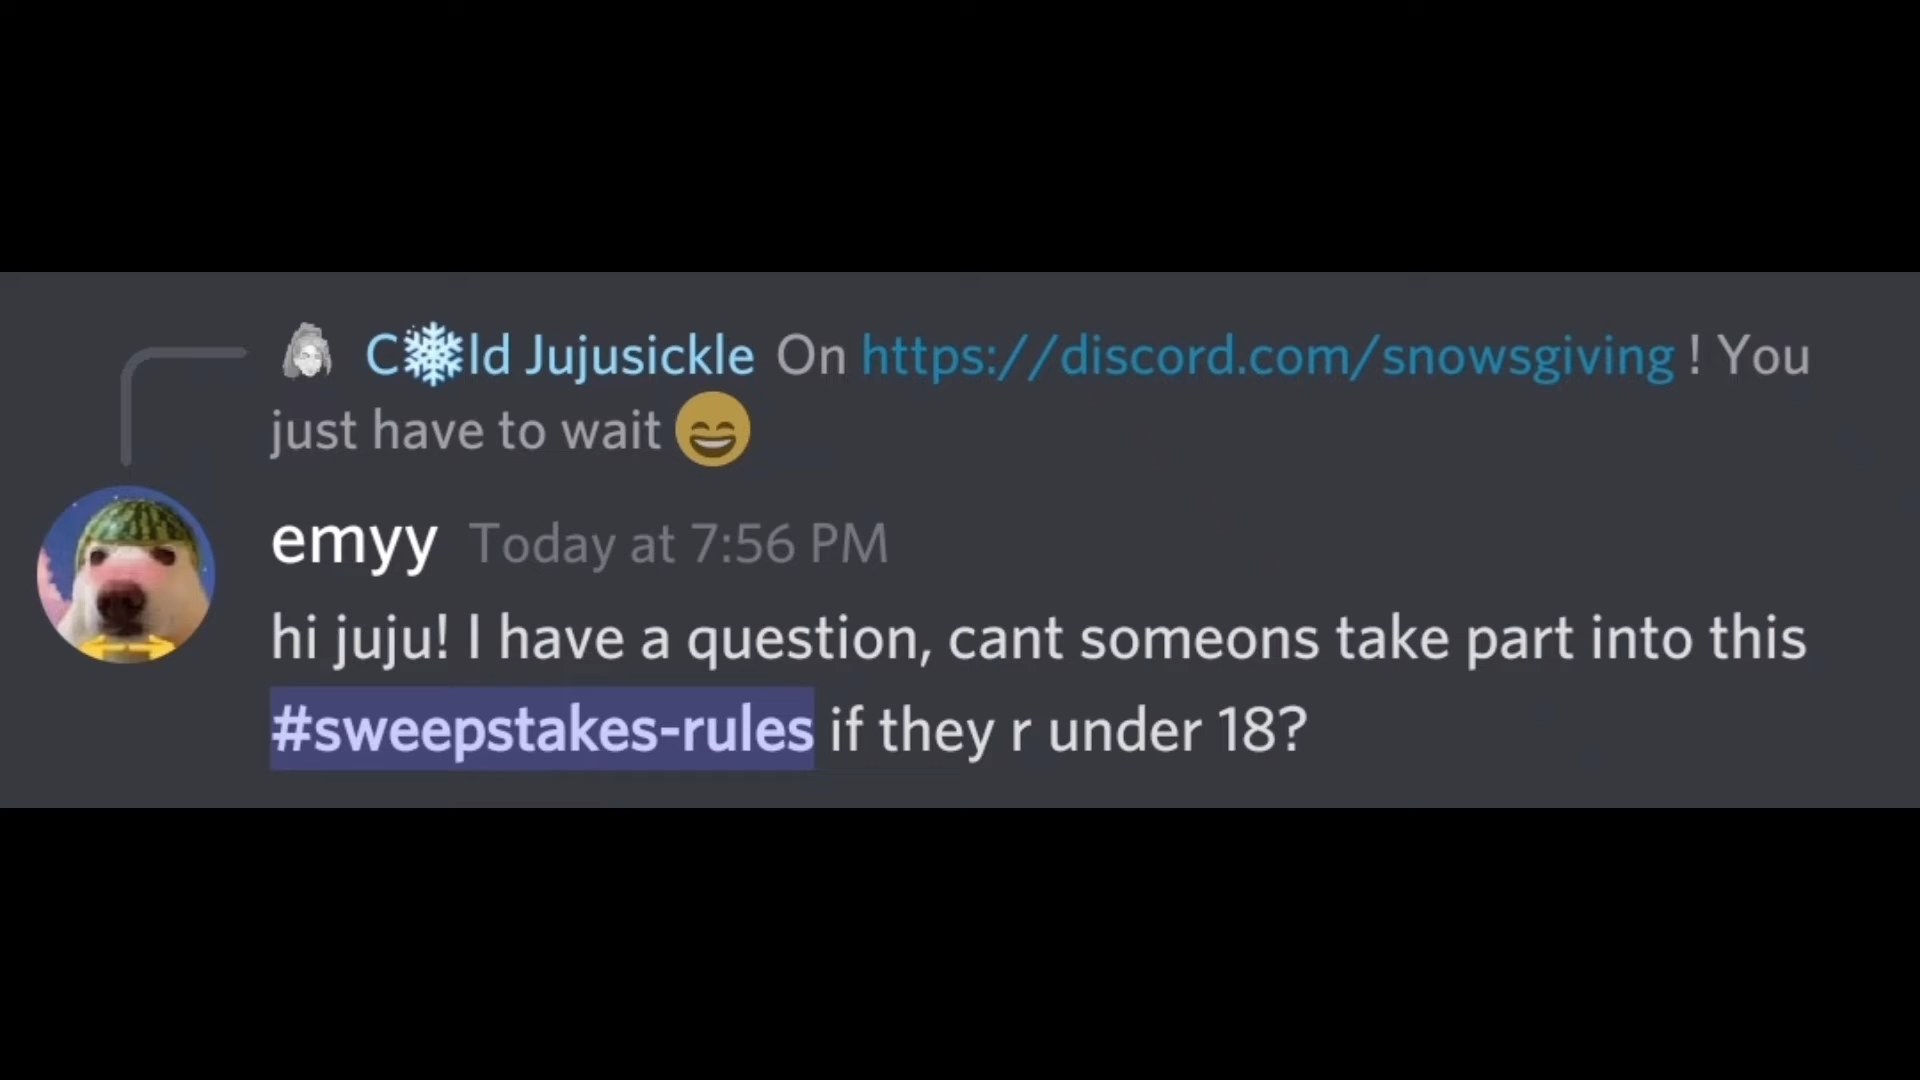 C❄ld Jujusickle On https://discord.com/snowsgiving ! You
just have to wait 😄
emyy Today at 7:56 PM
hi juju! I have a question, cant someons take part into this
#sweepstakes-rules if they r under 18?